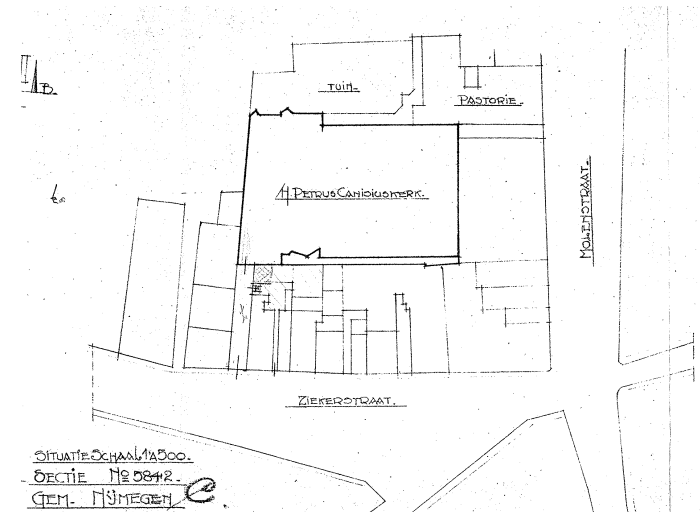 B.
TUIN.
PASTORIE.
H. PETRUS CANISIUSKERK.
MOLENSTRAAT.
ZIEKERSTRAAT.
SITUATIE SCHAAL 1 A 500.
SECTIE No 5842.
GEM. NIJMEGEN C